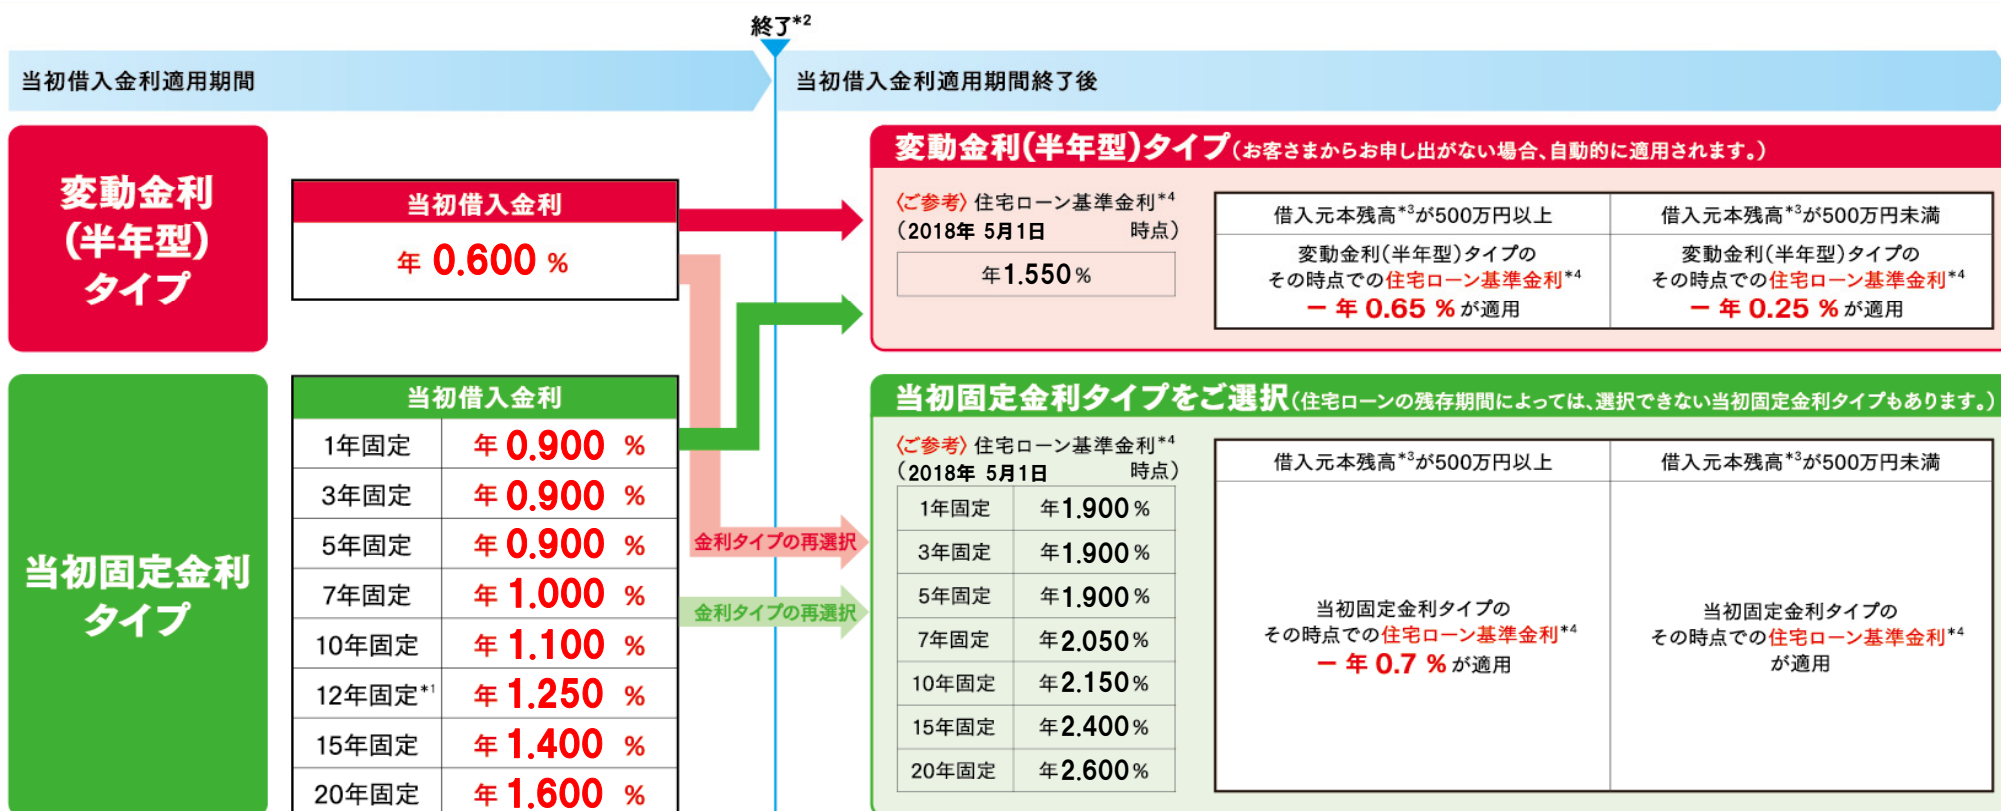 終了*2
当初借入金利適用期間
当初借入金利適用期間終了後
変動金利
(半年型)
タイプ
当初借入金利
年 0.600 %
変動金利(半年型)タイプ(お客さまからお申し出がない場合、自動的に適用されます。)
〈ご参考〉住宅ローン基準金利*4
(2018年 5月1日 時点)
年1.550%
借入元本残高*3が500万円以上
変動金利(半年型)タイプの
その時点での住宅ローン基準金利*4
− 年 0.65 % が適用
借入元本残高*3が500万円未満
変動金利(半年型)タイプの
その時点での住宅ローン基準金利*4
− 年 0.25 % が適用
当初固定金利
タイプ
当初借入金利
1年固定 年 0.900 %
3年固定 年 0.900 %
5年固定 年 0.900 %
7年固定 年 1.000 %
10年固定 年 1.100 %
12年固定*1 年 1.250 %
15年固定 年 1.400 %
20年固定 年 1.600 %
金利タイプの再選択
金利タイプの再選択
当初固定金利タイプをご選択(住宅ローンの残存期間によっては、選択できない当初固定金利タイプもあります。)
〈ご参考〉住宅ローン基準金利*4
(2018年 5月1日 時点)
1年固定 年1.900%
3年固定 年1.900%
5年固定 年1.900%
7年固定 年2.050%
10年固定 年2.150%
15年固定 年2.400%
20年固定 年2.600%
借入元本残高*3が500万円以上
当初固定金利タイプの
その時点での住宅ローン基準金利*4
− 年 0.7 % が適用
借入元本残高*3が500万円未満
当初固定金利タイプの
その時点での住宅ローン基準金利*4
が適用